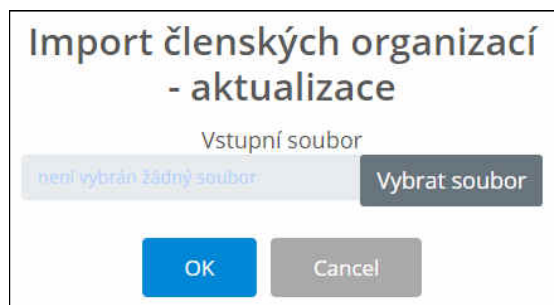 Import členských organizací
- aktualizace
Vstupní soubor
není vybrán žádný soubor
Vybrat soubor
OK
Cancel